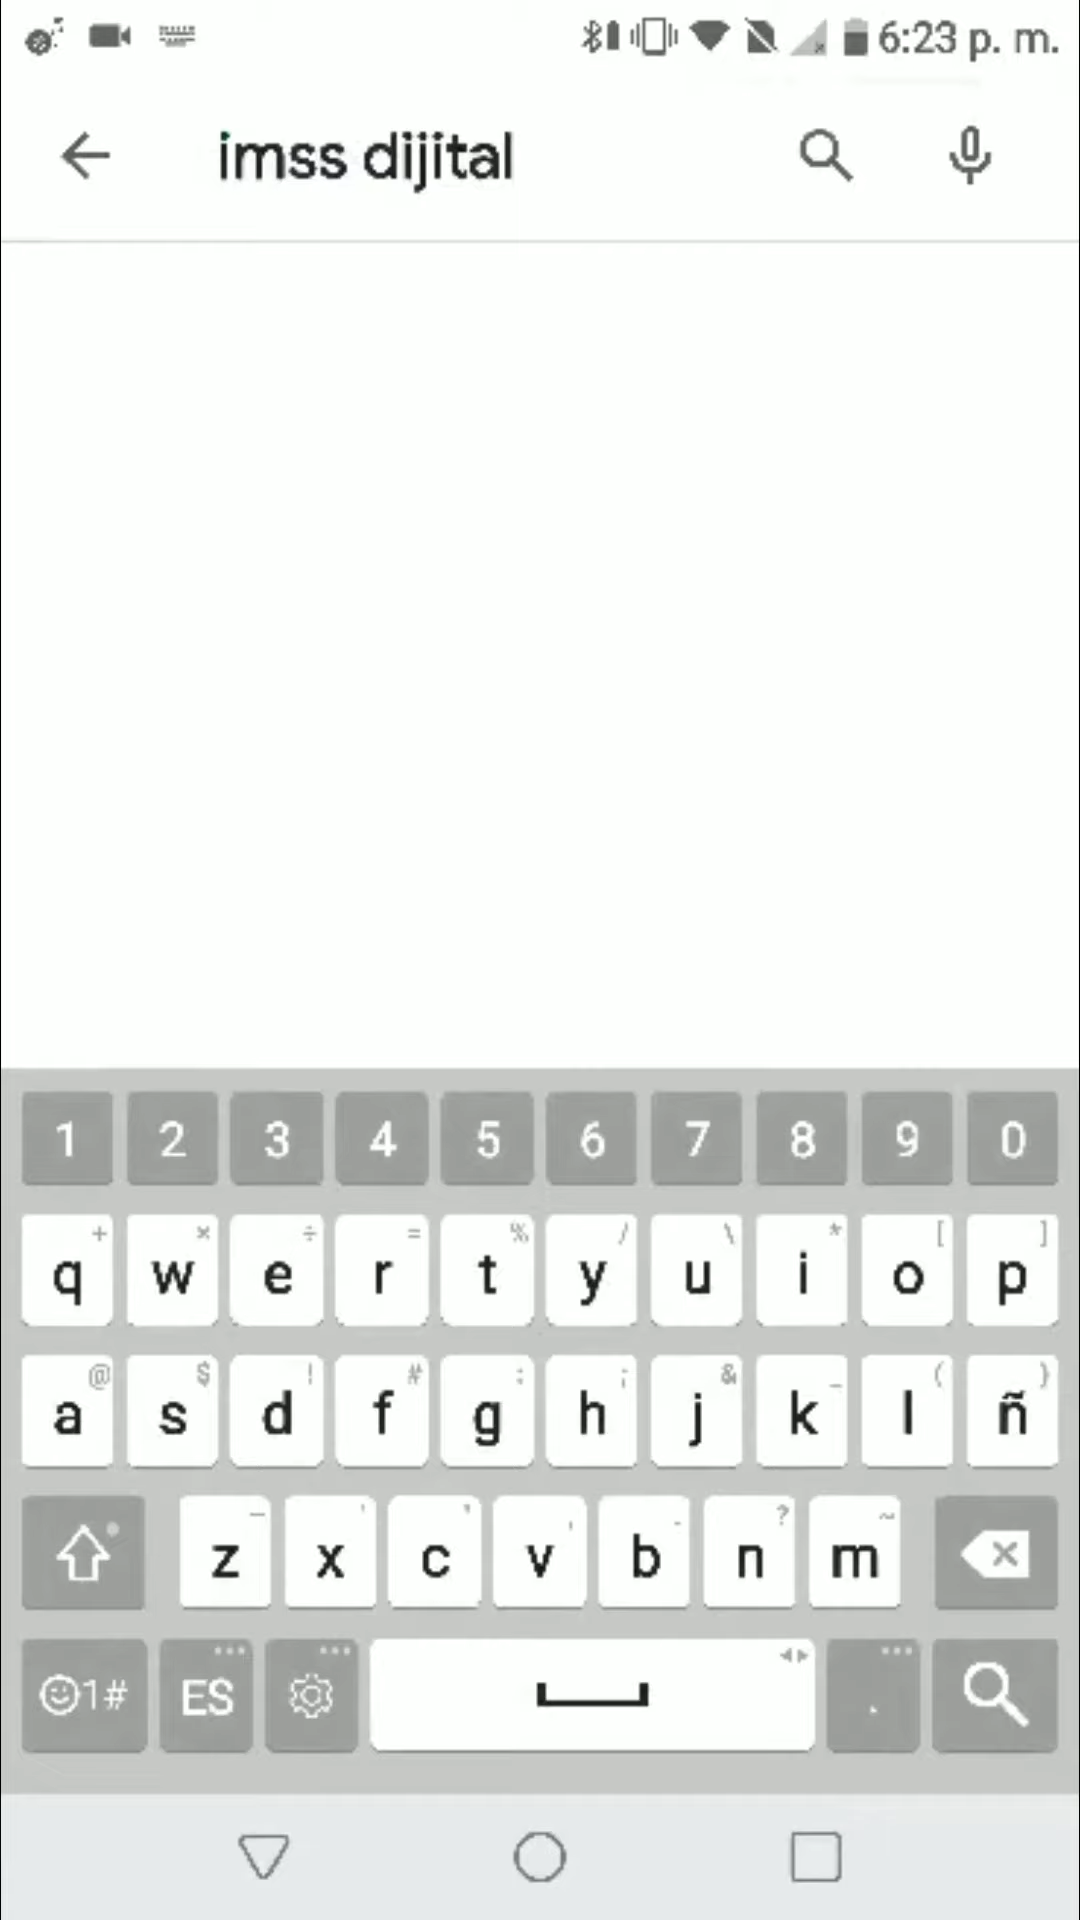 6:23 p. m.
imss dijital
1 2 3 4 5 6 7 8 9 0
q w e r t y u i o p
a s d f g h j k l ñ
z x c v b n m
1# ES .